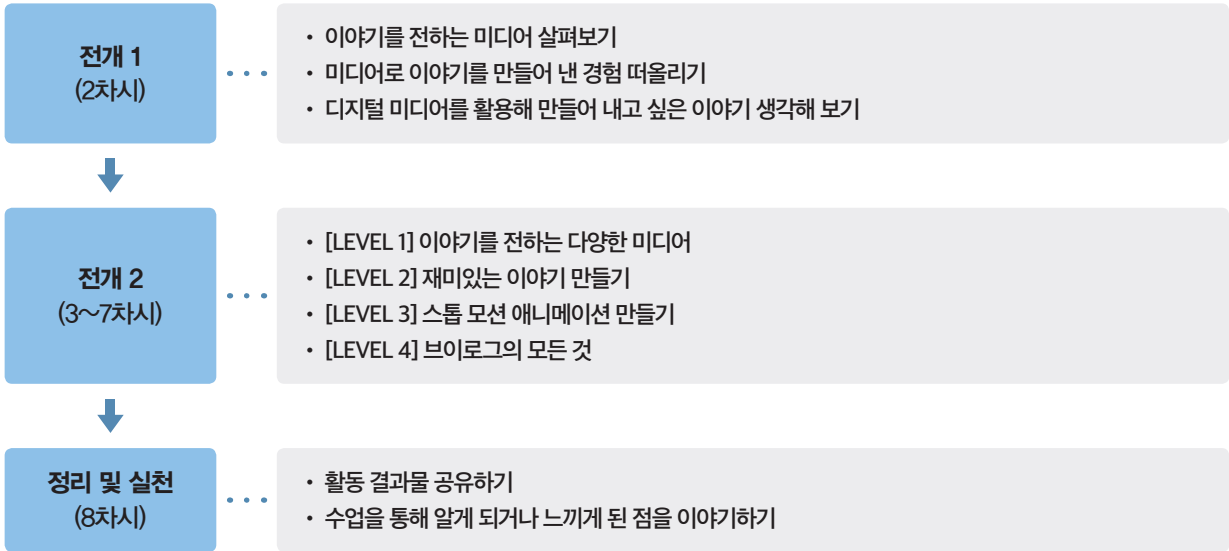 전개 1
(2차시)
• 이야기를 전하는 미디어 살펴보기
• 미디어로 이야기를 만들어 낸 경험 떠올리기
• 디지털 미디어를 활용해 만들어 내고 싶은 이야기 생각해 보기
전개 2
(3~7차시)
• [LEVEL 1] 이야기를 전하는 다양한 미디어
• [LEVEL 2] 재미있는 이야기 만들기
• [LEVEL 3] 스톱 모션 애니메이션 만들기
• [LEVEL 4] 브이로그의 모든 것
정리 및 실천
(8차시)
• 활동 결과물 공유하기
• 수업을 통해 알게 되거나 느끼게 된 점을 이야기하기